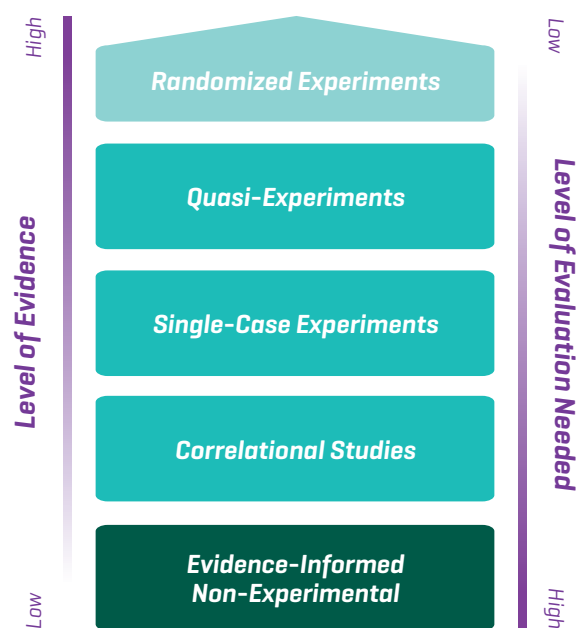 High
Low
Randomized Experiments
Quasi-Experiments
Level of Evidence
Level of Evaluation Needed
Single-Case Experiments
Correlational Studies
Evidence-Informed
Non-Experimental
Low
High